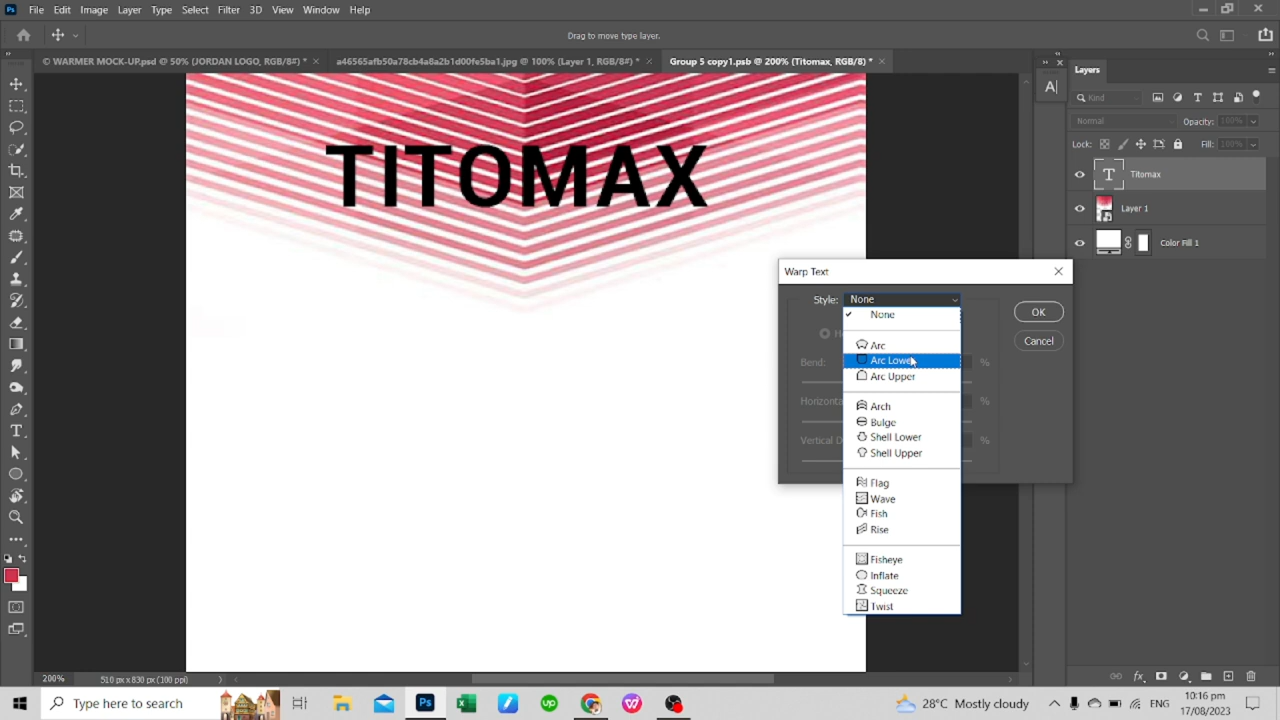 Ps File Edit Image Layer Type Select Filter 3D View Window Help
Drag to move type layer.
© WARMER MOCK-UP.psd @ 50% (JORDAN LOGO, RGB/8#) * ×
a46565afb50a78cb4a8a2b1d00fe5ba1.jpg @ 100% (Layer 1, RGB/8#) * ×
Group 5 copy1.psb @ 200% (Titomax, RGB/8) * ×
Layers
Kind
Normal Opacity: 100%
Lock: Fill: 100%
Titomax
Layer 1
Color Fill 1
TITOMAX
Warp Text
Style: None
OK
Cancel
Bend: %
%
%
None
Arc
Arc Lower
Arc Upper
Arch
Bulge
Shell Lower
Shell Upper
Flag
Wave
Fish
Rise
Fisheye
Inflate
Squeeze
Twist
200% 510 px x 830 px (100 ppi)
Type here to search
28°C Mostly cloudy
10:16 pm
17/08/2023